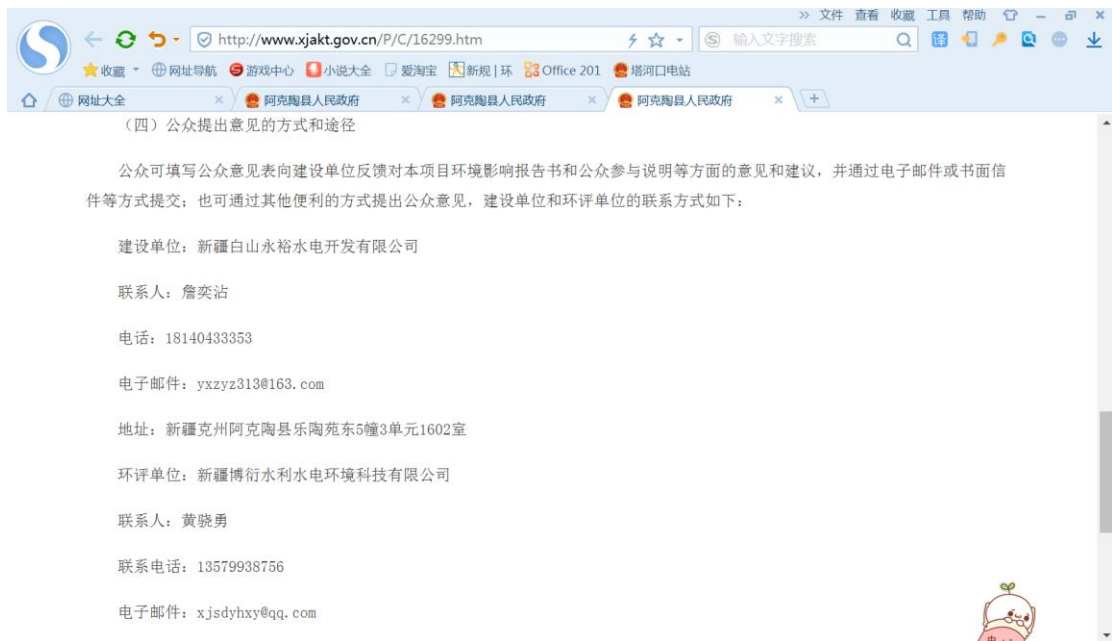 » 文件 查看 收藏 工具 帮助
http://www.xjakt.gov.cn/P/C/16299.htm 输入文字搜索 译
收藏 网址导航 游戏中心 小说大全 爱淘宝 新规|环 Office 201 塔河口电站
网址大全 阿克陶县人民政府 阿克陶县人民政府 阿克陶县人民政府
（四）公众提出意见的方式和途径
公众可填写公众意见表向建设单位反馈对本项目环境影响报告书和公众参与说明等方面的意见和建议，并通过电子邮件或书面信
件等方式提交；也可通过其他便利的方式提出公众意见，建设单位和环评单位的联系方式如下：
建设单位：新疆白山永裕水电开发有限公司
联系人：詹奕沾
电话：18140433353
电子邮件：yxzyz313@163.com
地址：新疆克州阿克陶县乐陶苑东5幢3单元1602室
环评单位：新疆博衍水利水电环境科技有限公司
联系人：黄骁勇
联系电话：13579938756
电子邮件：xjsdyhxy@qq.com